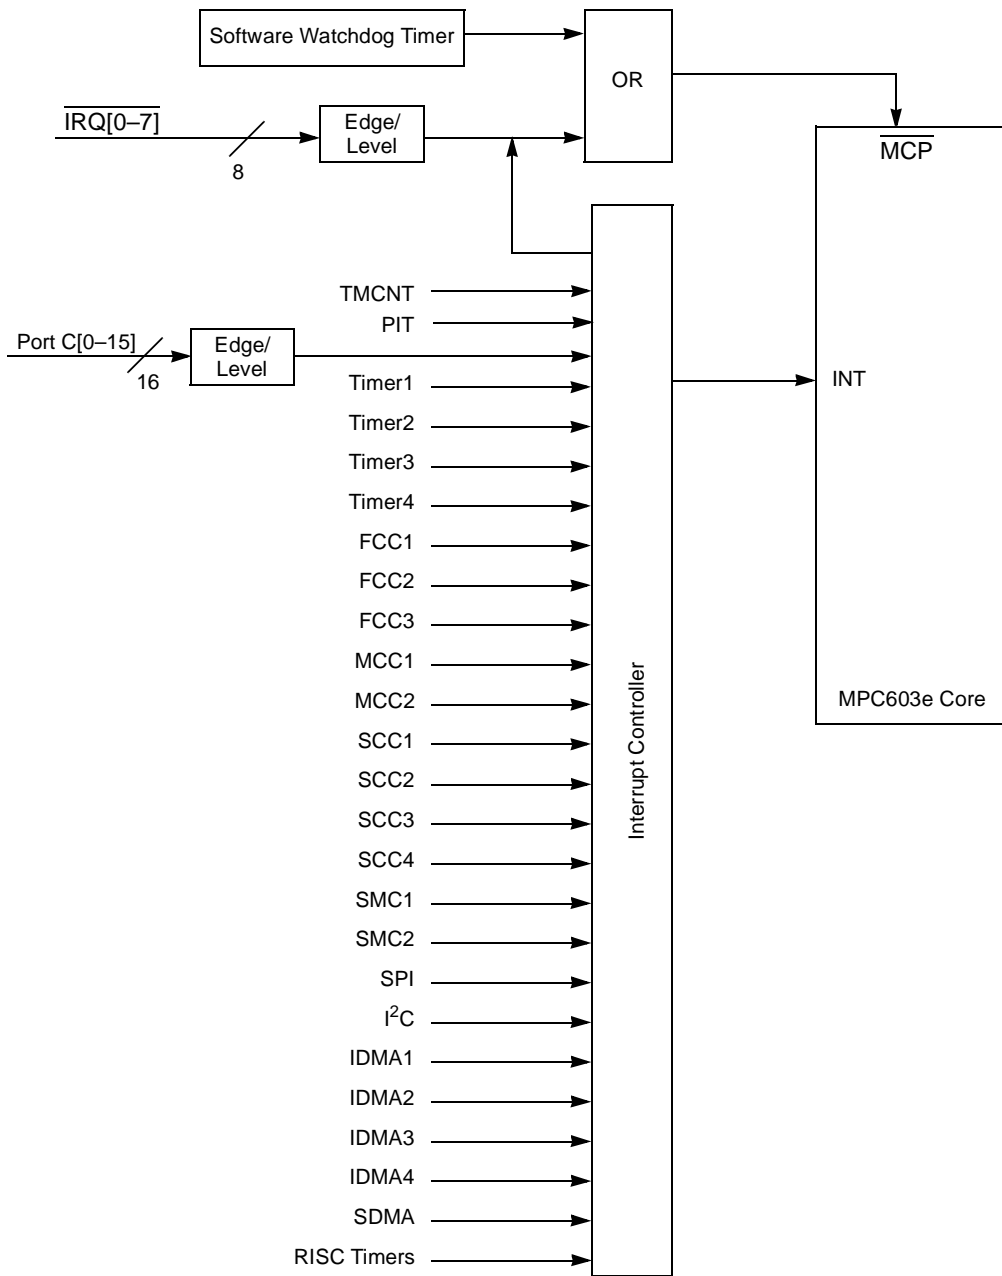 Software Watchdog Timer
OR
IRQ[0–7]
Edge/
Level
8
MCP
TMCNT
PIT
Port C[0–15]
16
Edge/
Level
Timer1
INT
Timer2
Timer3
Timer4
FCC1
FCC2
FCC3
MCC1
MCC2
MPC603e Core
SCC1
SCC2
SCC3
SCC4
Interrupt Controller
SMC1
SMC2
SPI
I²C
IDMA1
IDMA2
IDMA3
IDMA4
SDMA
RISC Timers